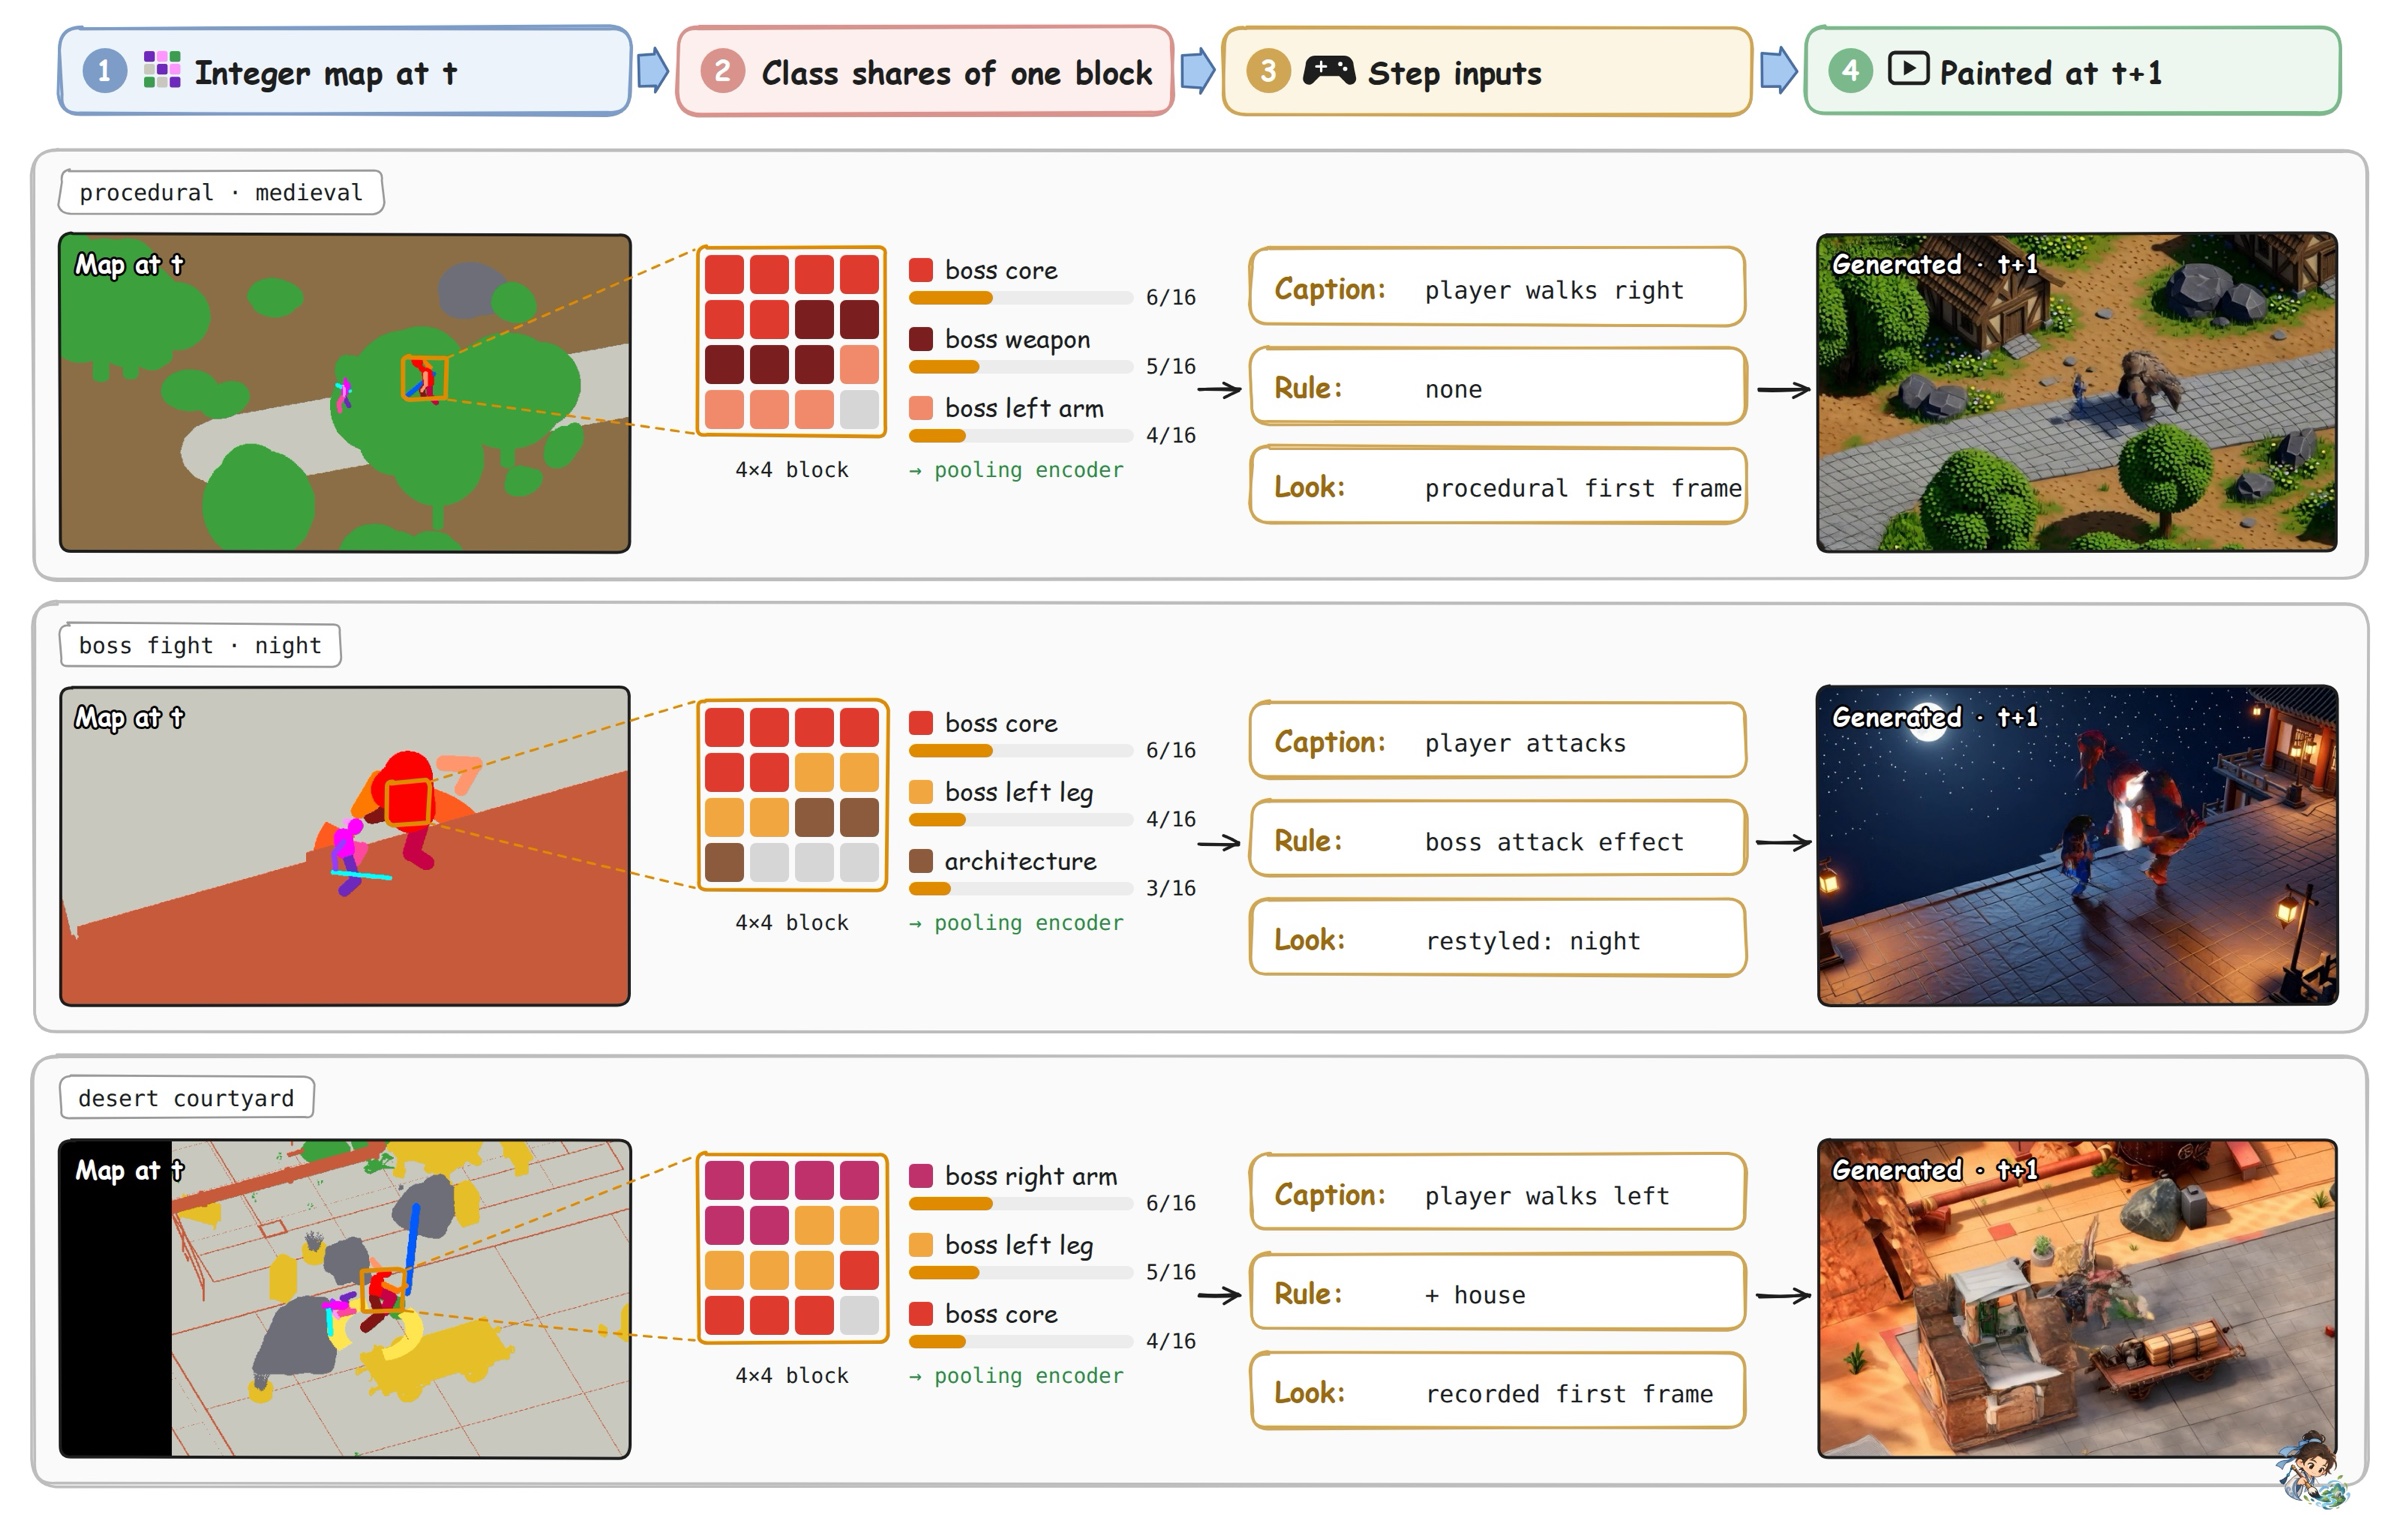 1 Integer map at t
2 Class shares of one block
3 Step inputs
4 Painted at t+1
procedural · medieval
Map at t
boss core
6/16
boss weapon
5/16
boss left arm
4/16
4×4 block
→ pooling encoder
Caption: player walks right
Rule: none
Look: procedural first frame
Generated · t+1
boss fight · night
Map at t
boss core
6/16
boss left leg
4/16
architecture
3/16
4×4 block
→ pooling encoder
Caption: player attacks
Rule: boss attack effect
Look: restyled: night
Generated · t+1
desert courtyard
Map at t
boss right arm
6/16
boss left leg
5/16
boss core
4/16
4×4 block
→ pooling encoder
Caption: player walks left
Rule: + house
Look: recorded first frame
Generated · t+1